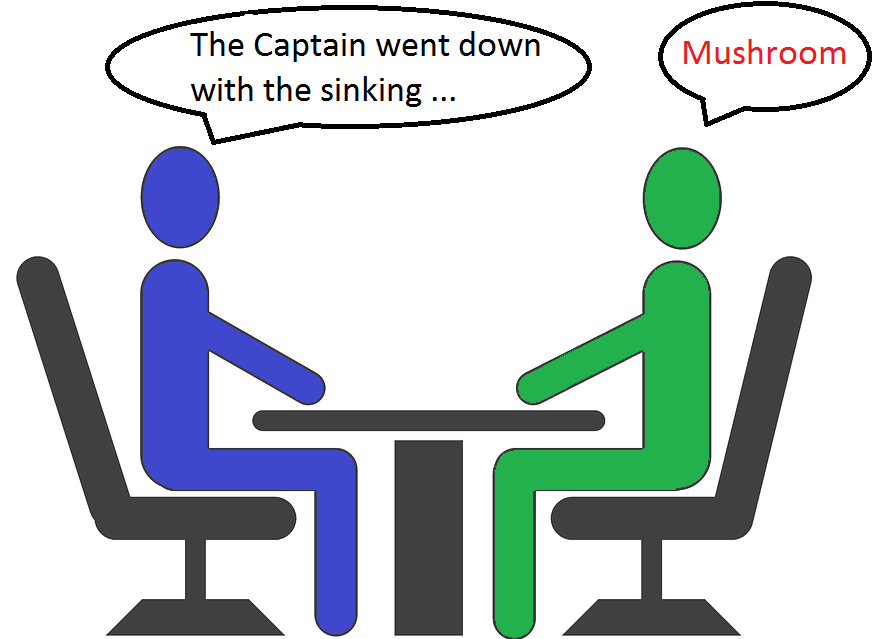 The Captain went down
with the sinking ...
Mushroom